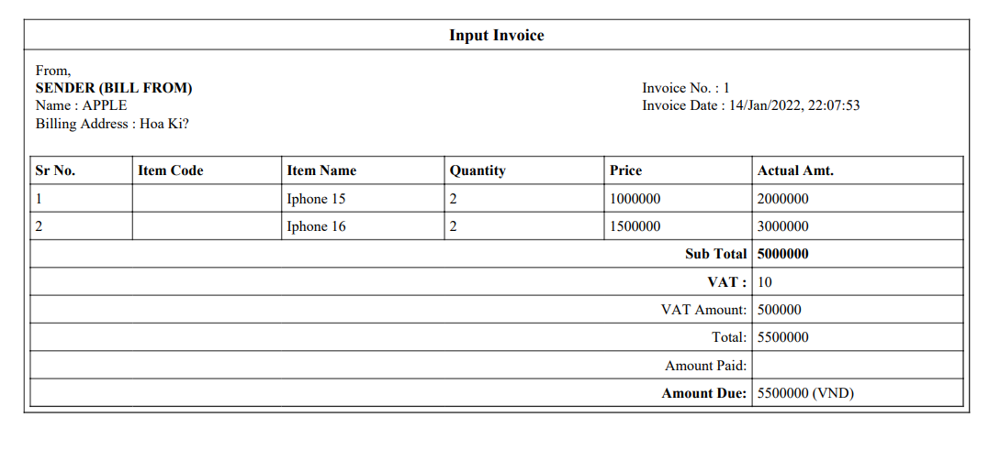 Input Invoice
From,
SENDER (BILL FROM)
Name : APPLE
Billing Address : Hoa Ki?
Invoice No. : 1
Invoice Date : 14/Jan/2022, 22:07:53
Sr No. Item Code Item Name Quantity Price Actual Amt.
1 Iphone 15 2 1000000 2000000
2 Iphone 16 2 1500000 3000000
Sub Total 5000000
VAT : 10
VAT Amount: 500000
Total: 5500000
Amount Paid:
Amount Due: 5500000 (VND)